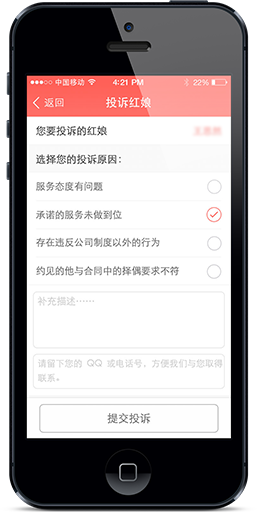 中国移动 4:21 PM 22%
返回 投诉红娘
您要投诉的红娘
选择您的投诉原因：
服务态度有问题
承诺的服务未做到位
存在违反公司制度以外的行为
约见的他与合同中的择偶要求不符
补充描述……
请留下您的 QQ 或电话号，方便我们与您取得
联系。
提交投诉